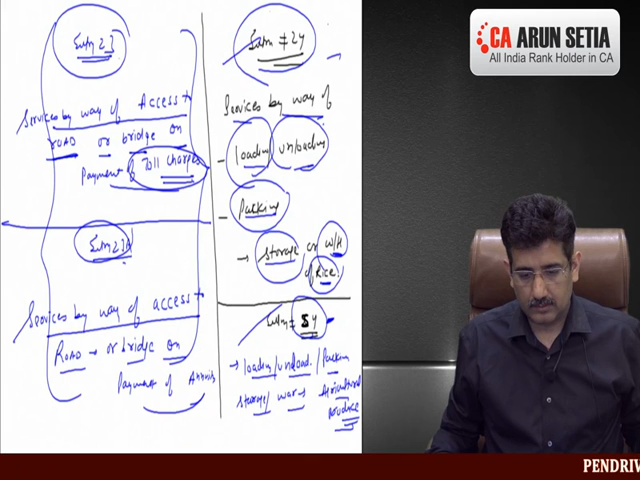 Entry 23
Services by way of Access to
ROAD or bridge on
Payment of Toll charges
Entry 23A
Services by way of access to
ROAD or bridge on
Payment of Annuity
Entry # 24
Services by way of
- loading unloading
- Packing
→ storage or W/H
of Rice
Entry 54
→ loading/unload/Packing
storage/ War Agricultural
Produce
CA ARUN SETIA
All India Rank Holder in CA
PENDRIV